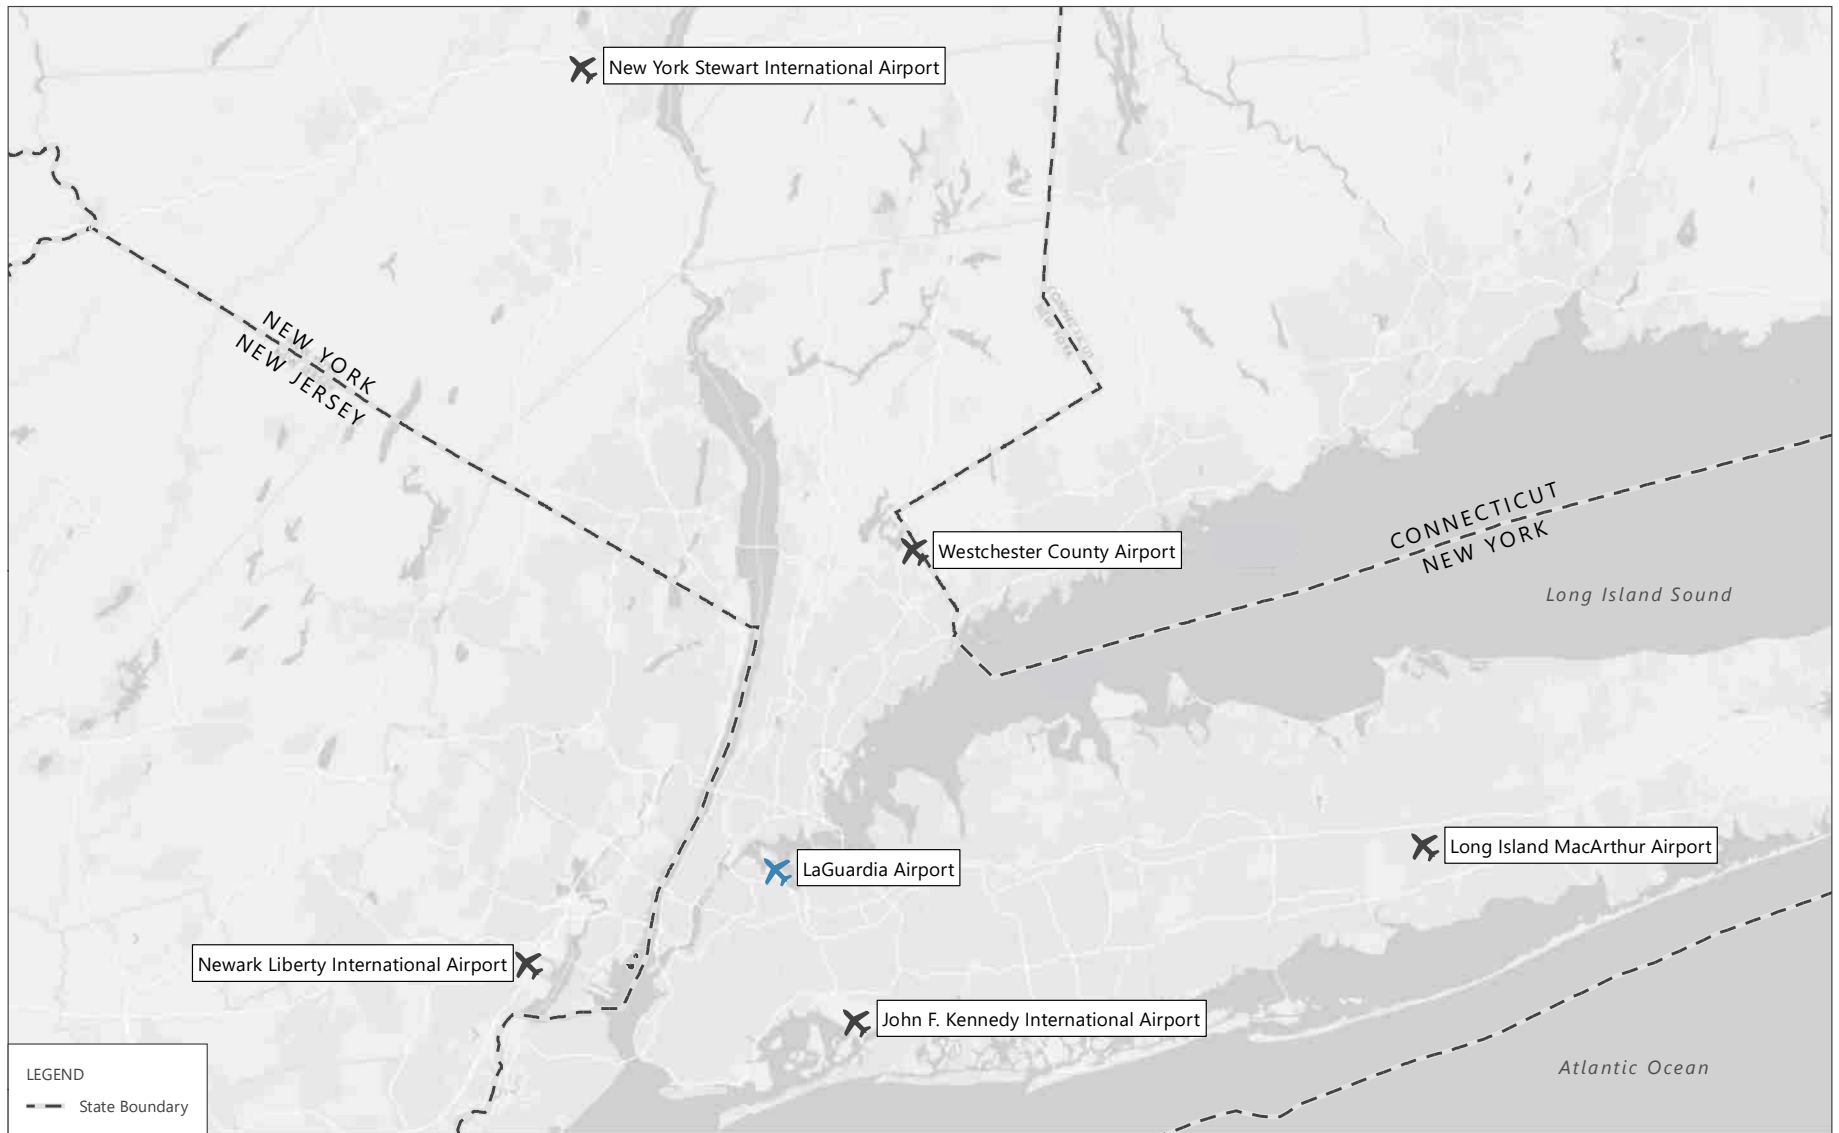 New York Stewart International Airport
NEW YORK
NEW JERSEY
CONNECTICUT
CONNECTICUT
NEW YORK
Westchester County Airport
Long Island Sound
Long Island MacArthur Airport
LaGuardia Airport
Newark Liberty International Airport
John F. Kennedy International Airport
Atlantic Ocean
LEGEND
State Boundary